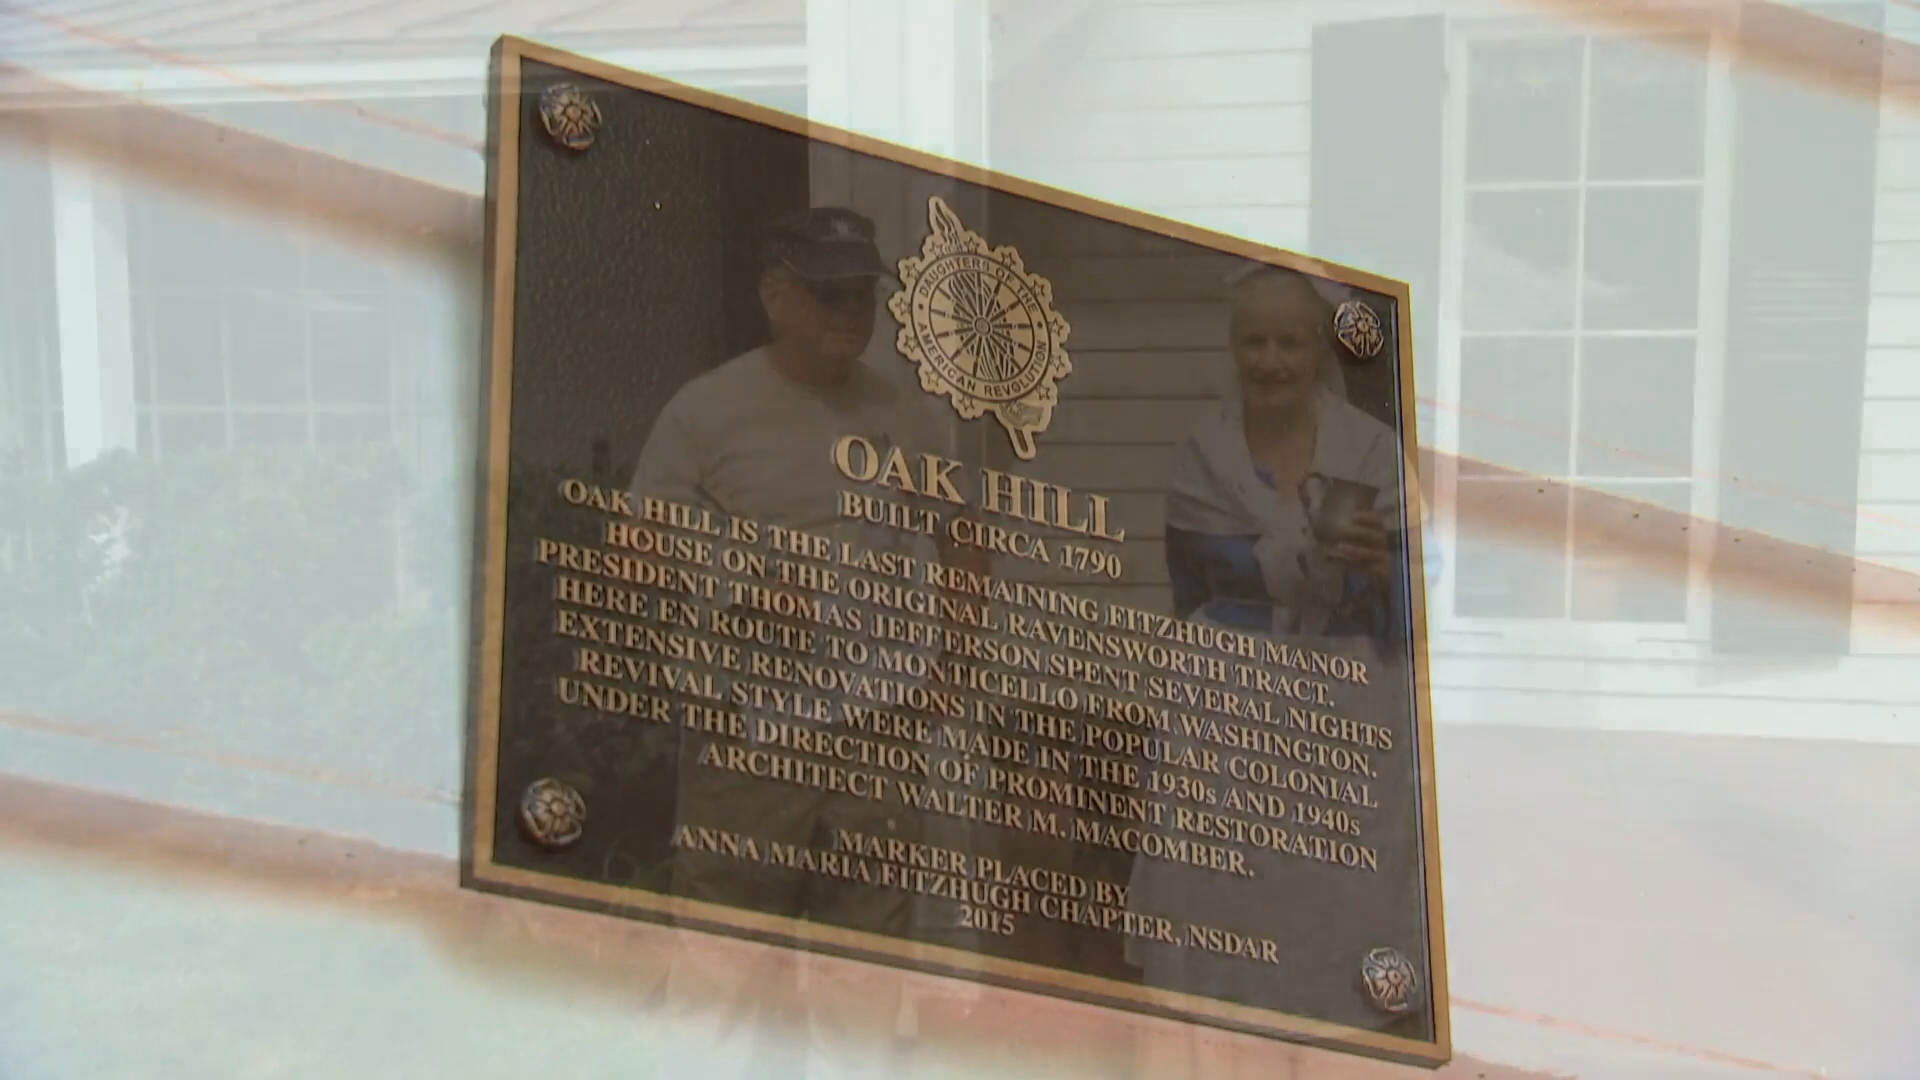 DAUGHTERS OF THE
AMERICAN REVOLUTION
OAK HILL
BUILT CIRCA 1790
OAK HILL IS THE LAST REMAINING FITZHUGH MANOR
HOUSE ON THE ORIGINAL RAVENSWORTH TRACT.
PRESIDENT THOMAS JEFFERSON SPENT SEVERAL NIGHTS
HERE EN ROUTE TO MONTICELLO FROM WASHINGTON.
EXTENSIVE RENOVATIONS IN THE POPULAR COLONIAL
REVIVAL STYLE WERE MADE IN THE 1930s AND 1940s
UNDER THE DIRECTION OF PROMINENT RESTORATION
ARCHITECT WALTER M. MACOMBER.
MARKER PLACED BY
ANNA MARIA FITZHUGH CHAPTER, NSDAR
2015